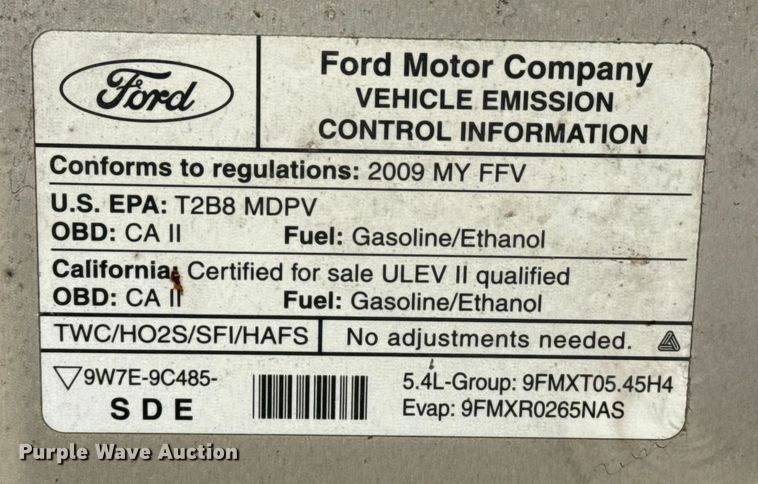 Ford
Ford Motor Company
VEHICLE EMISSION
CONTROL INFORMATION
Conforms to regulations: 2009 MY FFV
U.S. EPA: T2B8 MDPV
OBD: CA II Fuel: Gasoline/Ethanol
California: Certified for sale ULEV II qualified
OBD: CA II Fuel: Gasoline/Ethanol
TWC/HO2S/SFI/HAFS No adjustments needed.
9W7E-9C485- 5.4L-Group: 9FMXT05.45H4
SDE Evap: 9FMXR0265NAS
Purple Wave Auction